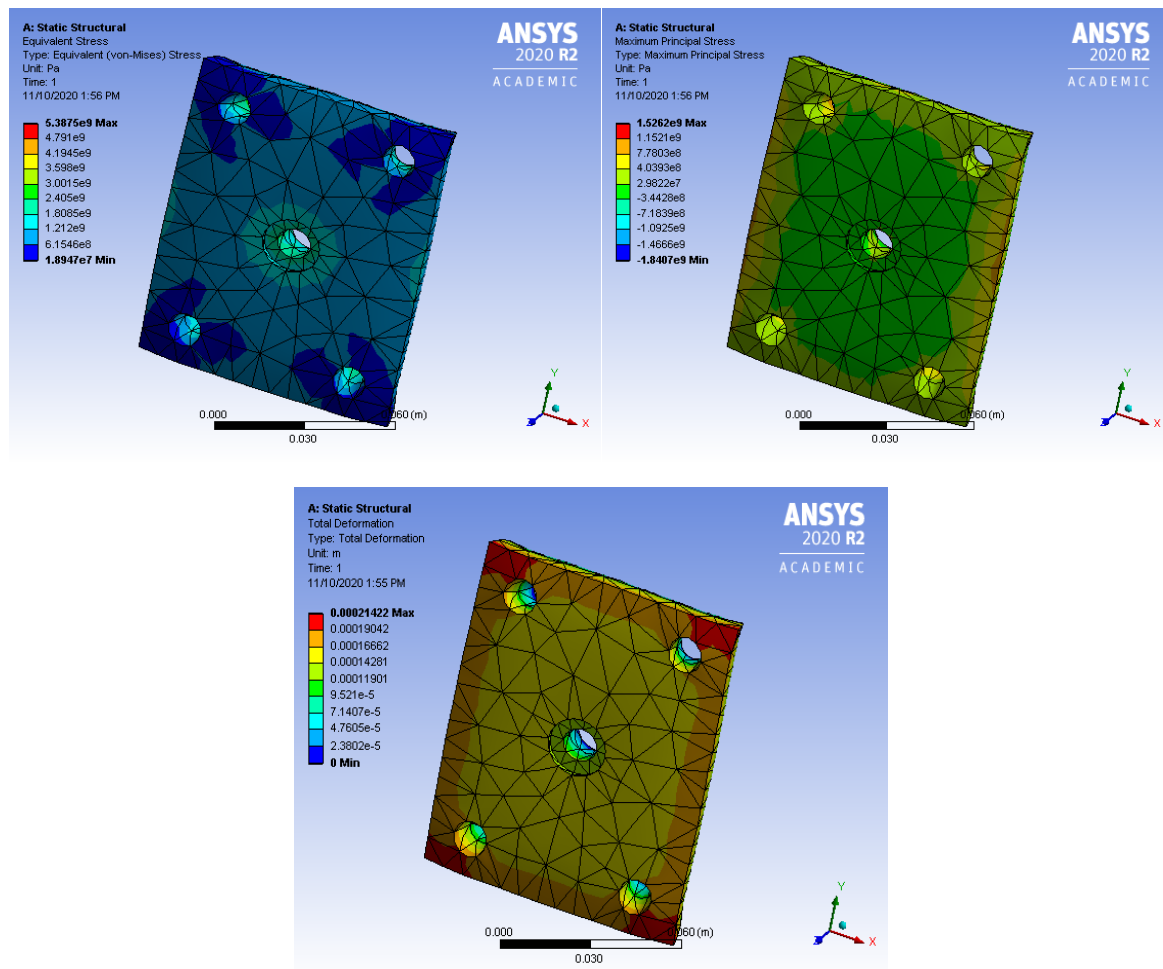 A: Static Structural
Equivalent Stress
Type: Equivalent (von-Mises) Stress
Unit: Pa
Time: 1
11/10/2020 1:56 PM
5.3875e9 Max
4.791e9
4.1945e9
3.598e9
3.0015e9
2.405e9
1.8085e9
1.212e9
6.1546e8
1.8947e7 Min
ANSYS
2020 R2
ACADEMIC
0.000
0.060 (m)
0.030
Y
X
Z
A: Static Structural
Maximum Principal Stress
Type: Maximum Principal Stress
Unit: Pa
Time: 1
11/10/2020 1:56 PM
1.5262e9 Max
1.1521e9
7.7803e8
4.0393e8
2.9822e7
-3.4428e8
-7.1839e8
-1.0925e9
-1.4666e9
-1.8407e9 Min
ANSYS
2020 R2
ACADEMIC
0.000
0.060 (m)
0.030
Y
X
Z
A: Static Structural
Total Deformation
Type: Total Deformation
Unit: m
Time: 1
11/10/2020 1:55 PM
0.00021422 Max
0.00019042
0.00016662
0.00014281
0.00011901
9.521e-5
7.1407e-5
4.7605e-5
2.3802e-5
0 Min
ANSYS
2020 R2
ACADEMIC
0.000
0.060 (m)
0.030
Y
X
Z